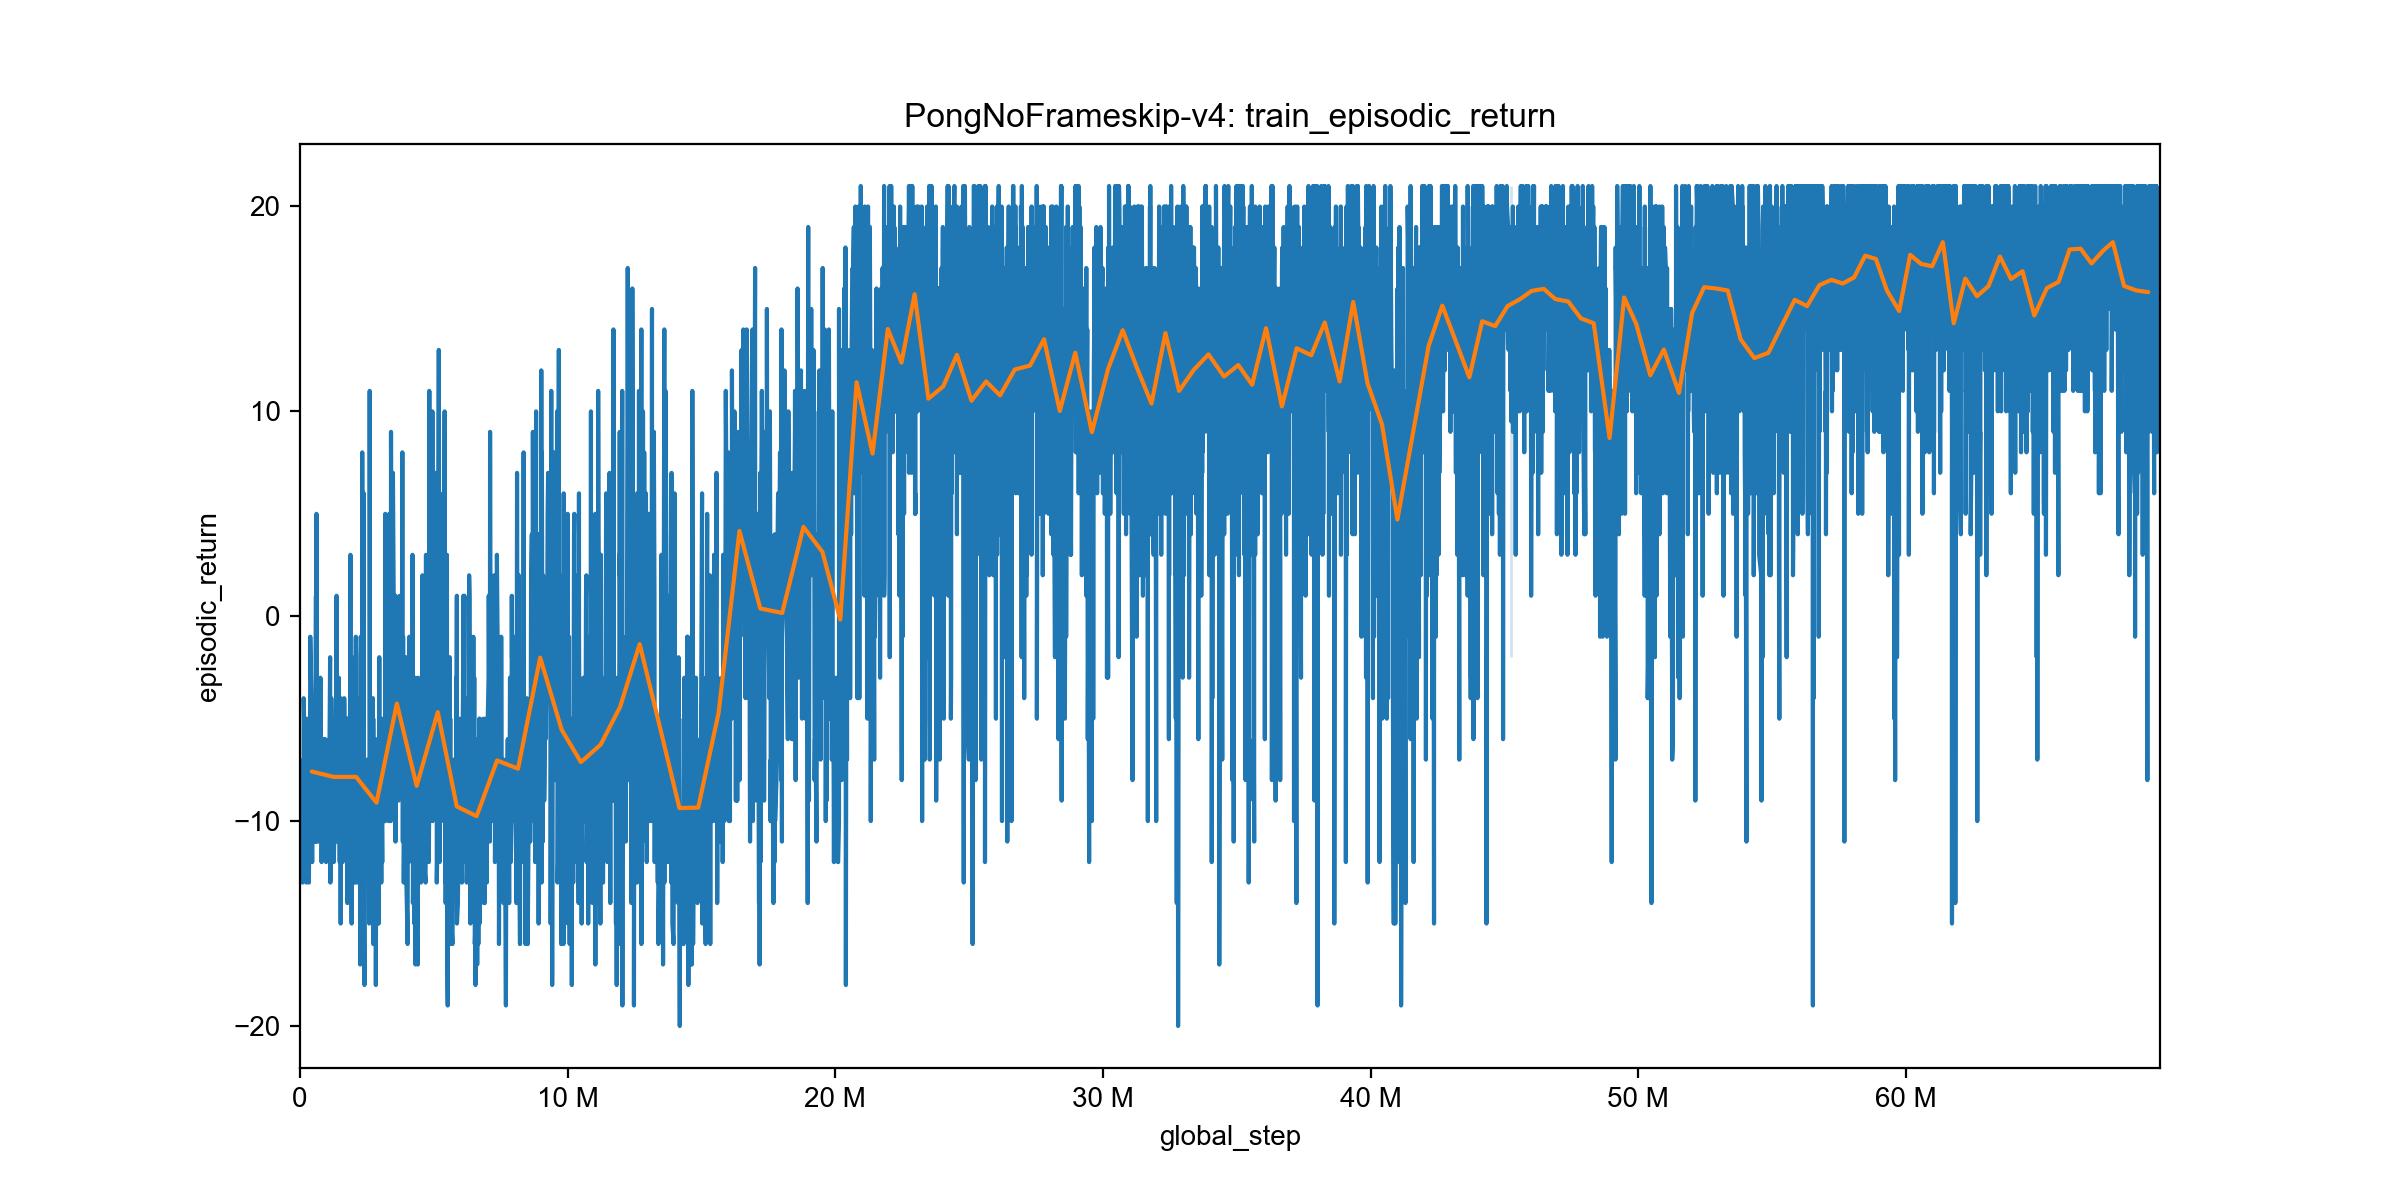 PongNoFrameskip-v4: train_episodic_return
20
10
0
−10
−20
episodic_return
0
10 M
20 M
30 M
40 M
50 M
60 M
global_step